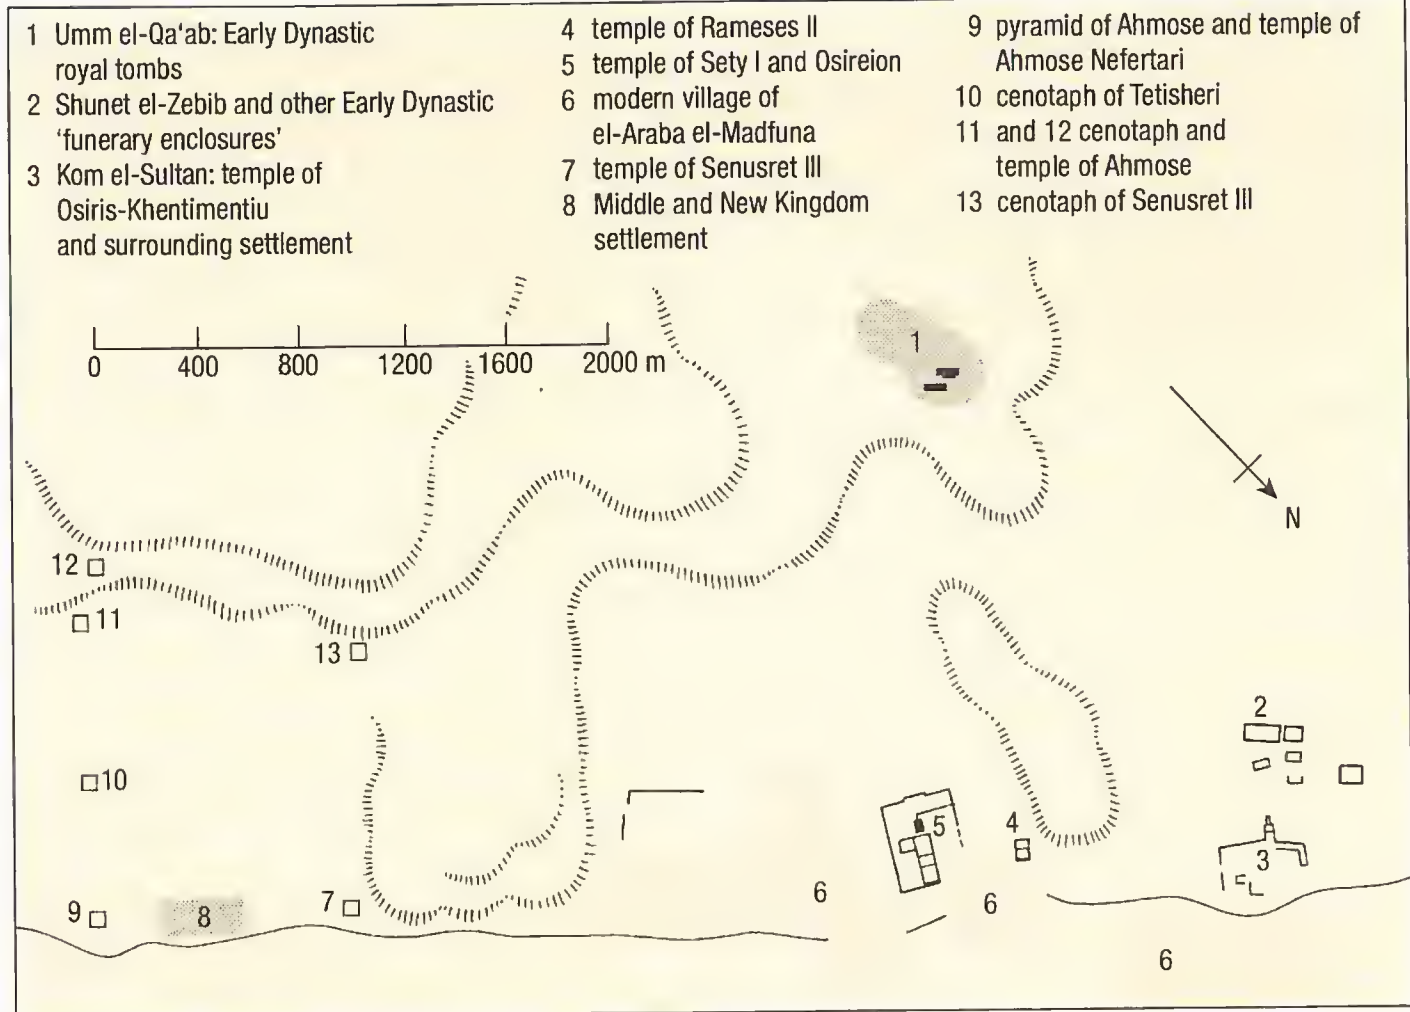 1 Umm el-Qa‘ab: Early Dynastic
royal tombs
2 Shunet el-Zebib and other Early Dynastic
‘funerary enclosures’
3 Kom el-Sultan: temple of
Osiris-Khentimentiu
and surrounding settlement
4 temple of Rameses II
5 temple of Sety I and Osireion
6 modern village of
el-Araba el-Madfuna
7 temple of Senusret III
8 Middle and New Kingdom
settlement
9 pyramid of Ahmose and temple of
Ahmose Nefertari
10 cenotaph of Tetisheri
11 and 12 cenotaph and
temple of Ahmose
13 cenotaph of Senusret III
0 400 800 1200 1600 2000 m
1
N
12
11
13
2
10
5
4
3
9
8
7
6
6
6